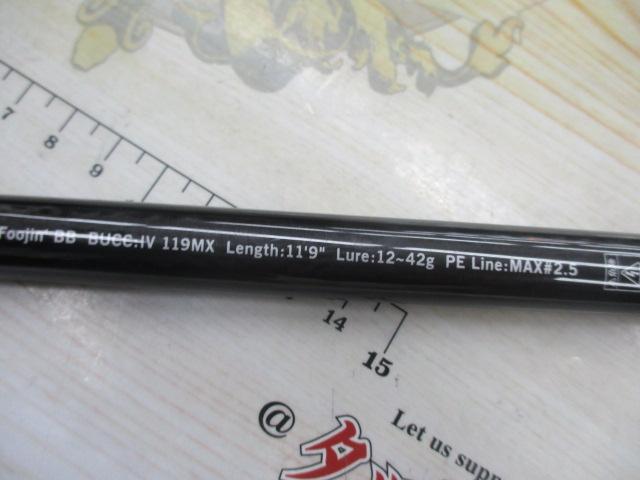 7
8
9
Foojin' BB BUCC:IV 119MX Length:11'9" Lure:12~42g PE Line:MAX#2.5
14
15
@
Let us supp
タ